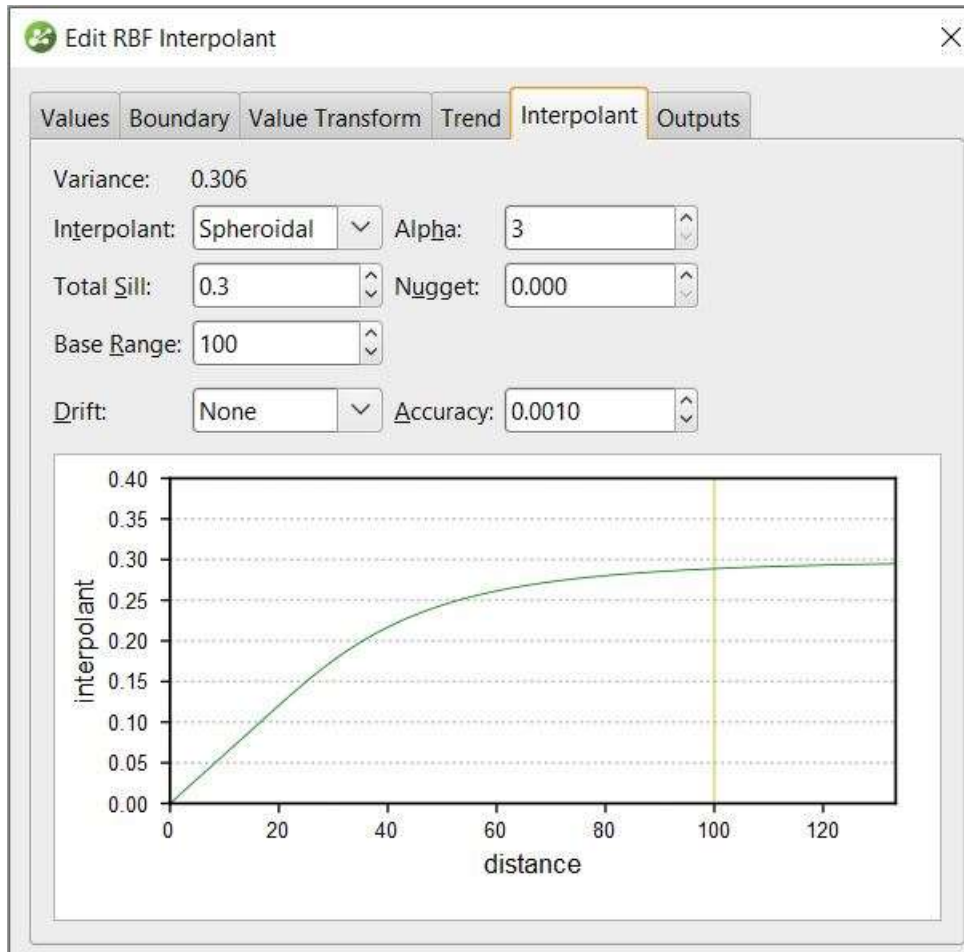 Edit RBF Interpolant
Values Boundary Value Transform Trend Interpolant Outputs
Variance: 0.306
Interpolant: Spheroidal Alpha: 3
Total Sill: 0.3 Nugget: 0.000
Base Range: 100
Drift: None Accuracy: 0.0010
0.40
0.35
0.30
0.25
0.20
0.15
0.10
0.05
0.00
interpolant
0 20 40 60 80 100 120
distance